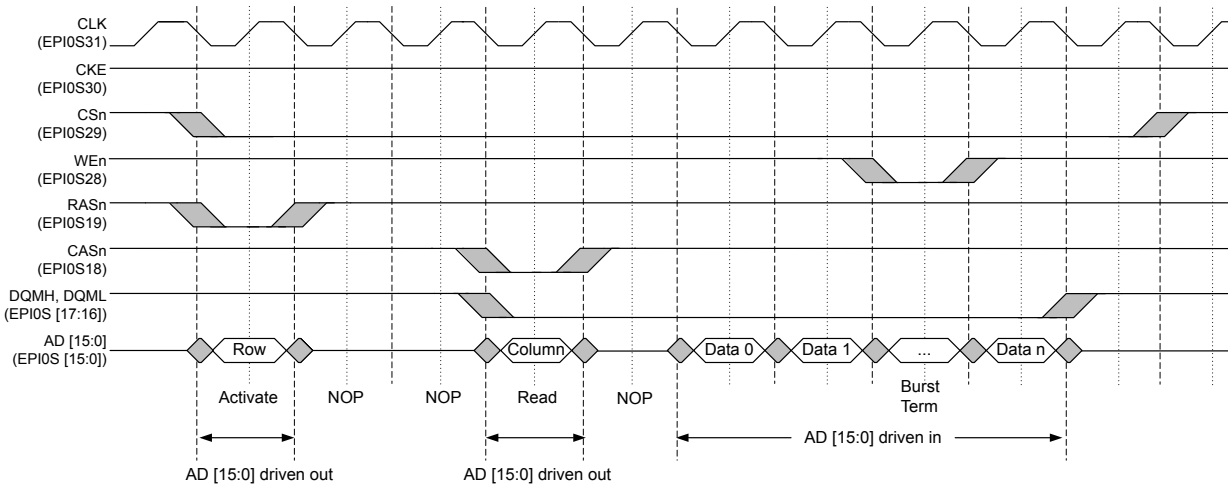 CLK
(EPI0S31)
CKE
(EPI0S30)
CSn
(EPI0S29)
WEn
(EPI0S28)
RASn
(EPI0S19)
CASn
(EPI0S18)
DQMH, DQML
(EPI0S [17:16])
AD [15:0]
(EPI0S [15:0])
Row
Column
Data 0
Data 1
...
Data n
Activate
NOP
NOP
Read
NOP
Burst
Term
AD [15:0] driven in
AD [15:0] driven out
AD [15:0] driven out